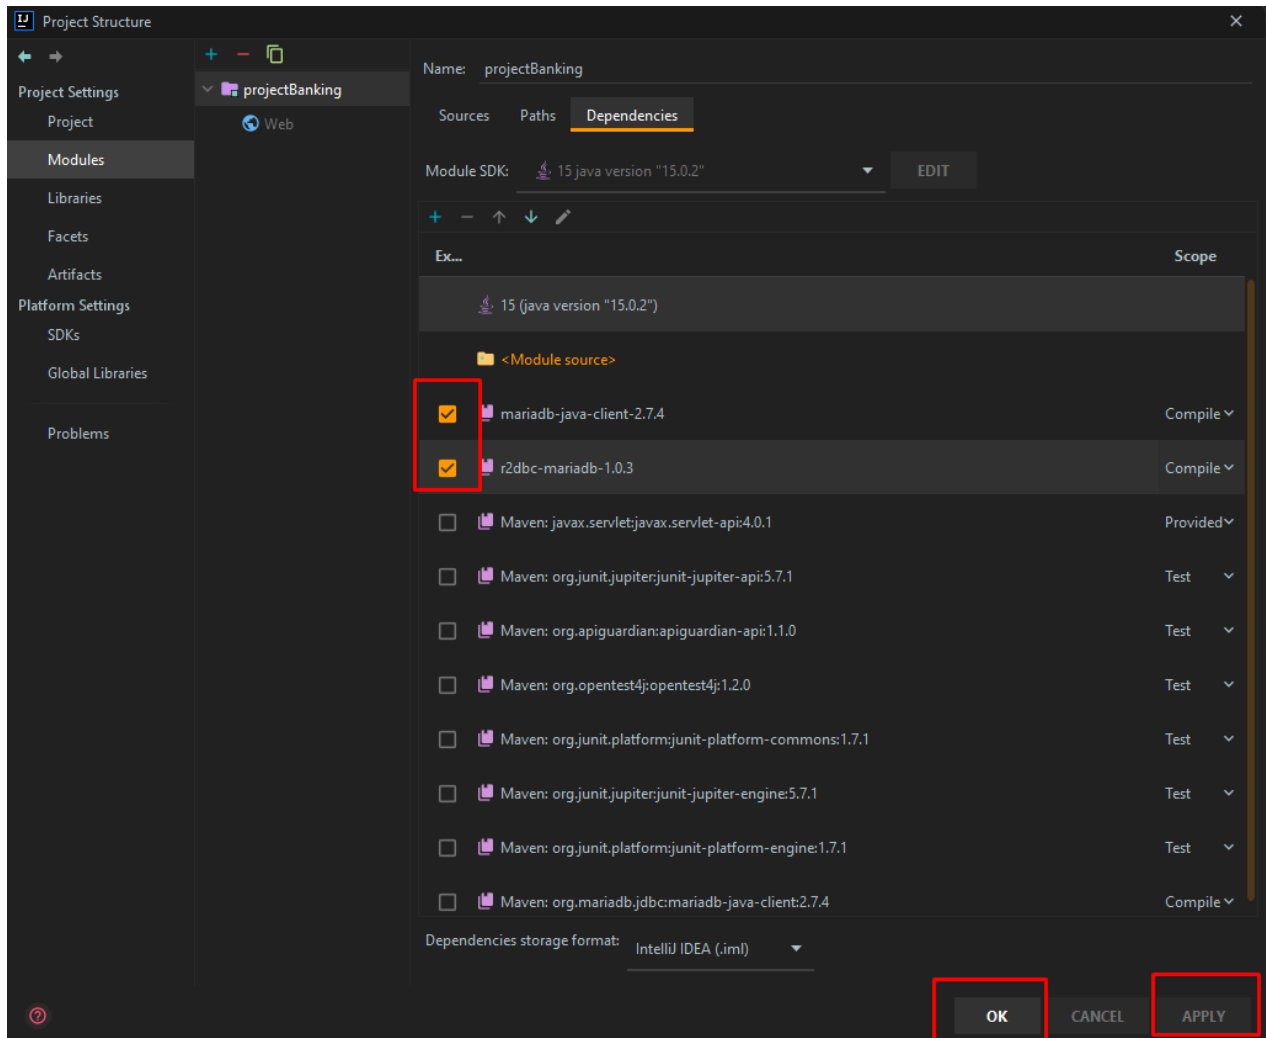 Project Structure
Project Settings
Project
Modules
Libraries
Facets
Artifacts
Platform Settings
SDKs
Global Libraries
Problems
projectBanking
Web
Name: projectBanking
Sources Paths Dependencies
Module SDK: 15 java version "15.0.2" EDIT
Ex... Scope
15 (java version "15.0.2")
<Module source>
mariadb-java-client-2.7.4 Compile
r2dbc-mariadb-1.0.3 Compile
Maven: javax.servlet:javax.servlet-api:4.0.1 Provided
Maven: org.junit.jupiter:junit-jupiter-api:5.7.1 Test
Maven: org.apiguardian:apiguardian-api:1.1.0 Test
Maven: org.opentest4j:opentest4j:1.2.0 Test
Maven: org.junit.platform:junit-platform-commons:1.7.1 Test
Maven: org.junit.jupiter:junit-jupiter-engine:5.7.1 Test
Maven: org.junit.platform:junit-platform-engine:1.7.1 Test
Maven: org.mariadb.jdbc:mariadb-java-client:2.7.4 Compile
Dependencies storage format: IntelliJ IDEA (.iml)
OK CANCEL APPLY